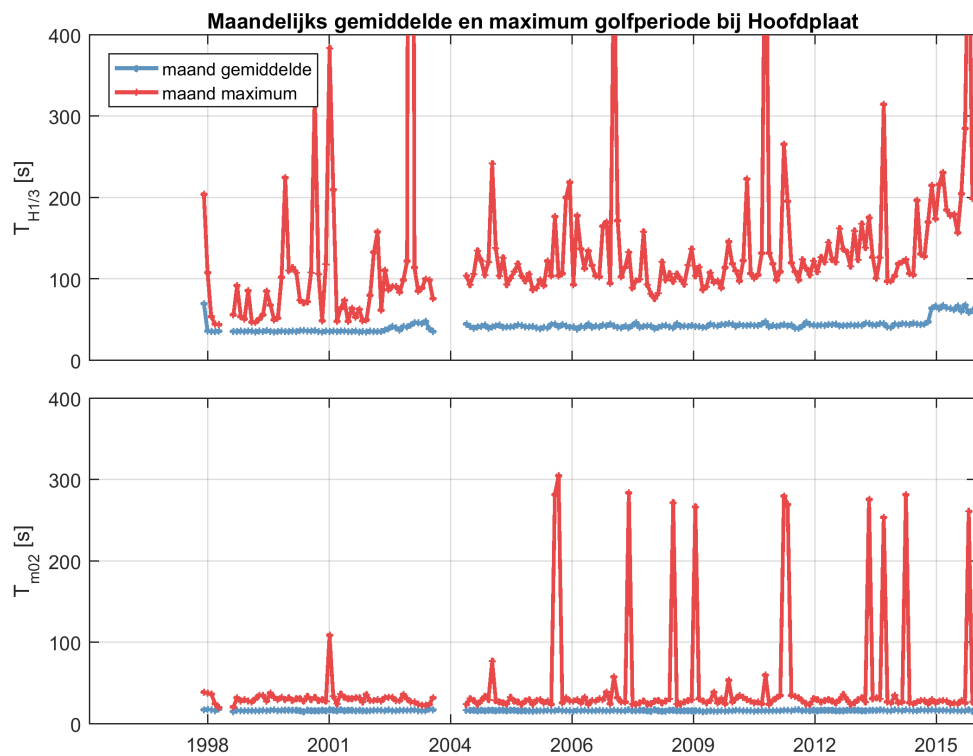 Maandelijks gemiddelde en maximum golfperiode bij Hoofdplaat
400
300
200
100
0
T_H1/3 [s]
maand gemiddelde
maand maximum
400
300
200
100
0
T_m02 [s]
1998 2001 2004 2006 2009 2012 2015